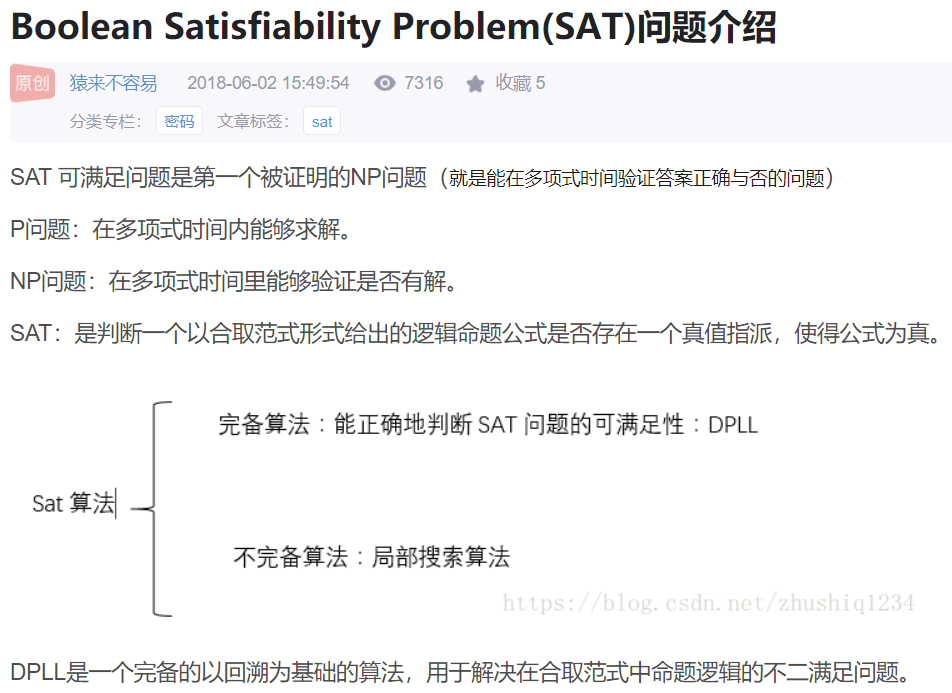 Boolean Satisfiability Problem(SAT)问题介绍
原创 猿来不容易 2018-06-02 15:49:54 7316 收藏 5
分类专栏： 密码 文章标签： sat
SAT 可满足问题是第一个被证明的NP问题（就是能在多项式时间验证答案正确与否的问题）
P问题：在多项式时间内能够求解。
NP问题：在多项式时间里能够验证是否有解。
SAT：是判断一个以合取范式形式给出的逻辑命题公式是否存在一个真值指派，使得公式为真。
完备算法：能正确地判断 SAT 问题的可满足性：DPLL
Sat 算法
不完备算法：局部搜索算法
https://blog.csdn.net/zhushiq1234
DPLL是一个完备的以回溯为基础的算法，用于解决在合取范式中命题逻辑的不二满足问题。